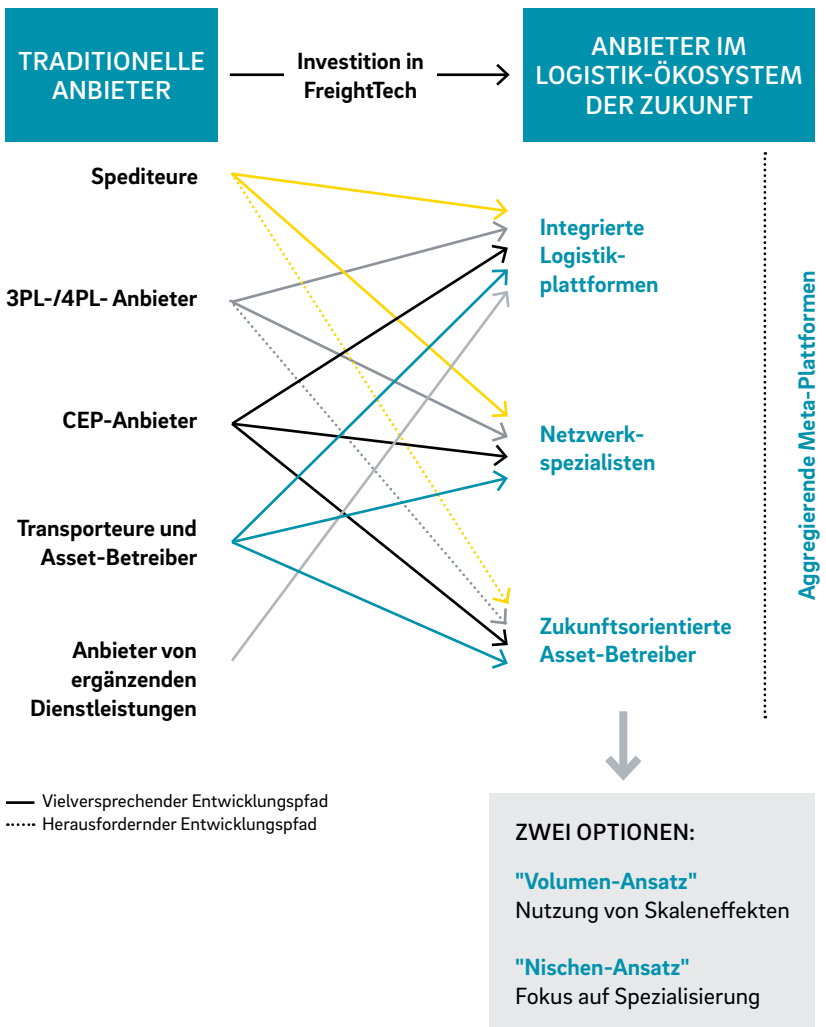 TRADITIONELLE
ANBIETER
Investition in
FreightTech
ANBIETER IM
LOGISTIK-ÖKOSYSTEM
DER ZUKUNFT
Spediteure
3PL-/4PL- Anbieter
CEP-Anbieter
Transporteure und
Asset-Betreiber
Anbieter von
ergänzenden
Dienstleistungen
Integrierte
Logistik-
plattformen
Netzwerk-
spezialisten
Zukunftsorientierte
Asset-Betreiber
Aggregierende Meta-Plattformen
Vielversprechender Entwicklungspfad
Herausfordernder Entwicklungspfad
ZWEI OPTIONEN:
"Volumen-Ansatz"
Nutzung von Skaleneffekten
"Nischen-Ansatz"
Fokus auf Spezialisierung